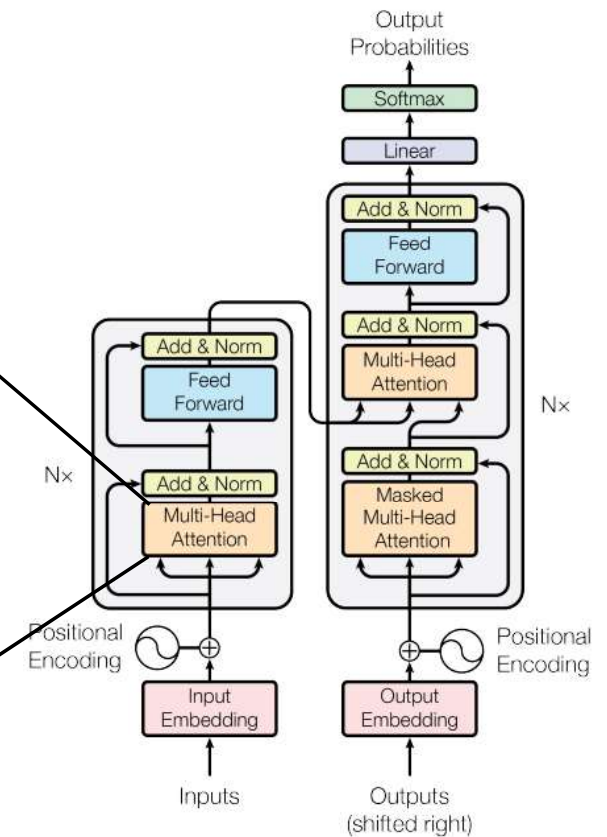 Output
Probabilities
Softmax
Linear
Add & Norm
Feed
Forward
Add & Norm
Multi-Head
Attention
Add & Norm
Masked
Multi-Head
Attention
N×
Add & Norm
Feed
Forward
Add & Norm
Multi-Head
Attention
N×
Positional
Encoding
Positional
Encoding
Input
Embedding
Output
Embedding
Inputs
Outputs
(shifted right)